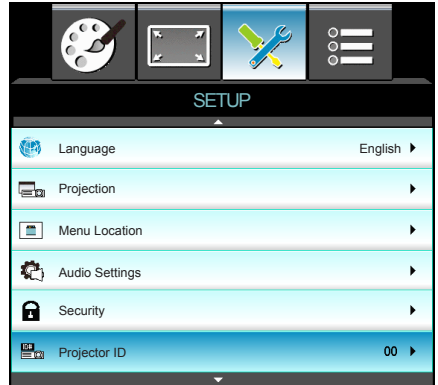 SETUP
Language English
Projection
Menu Location
Audio Settings
Security
Projector ID 00